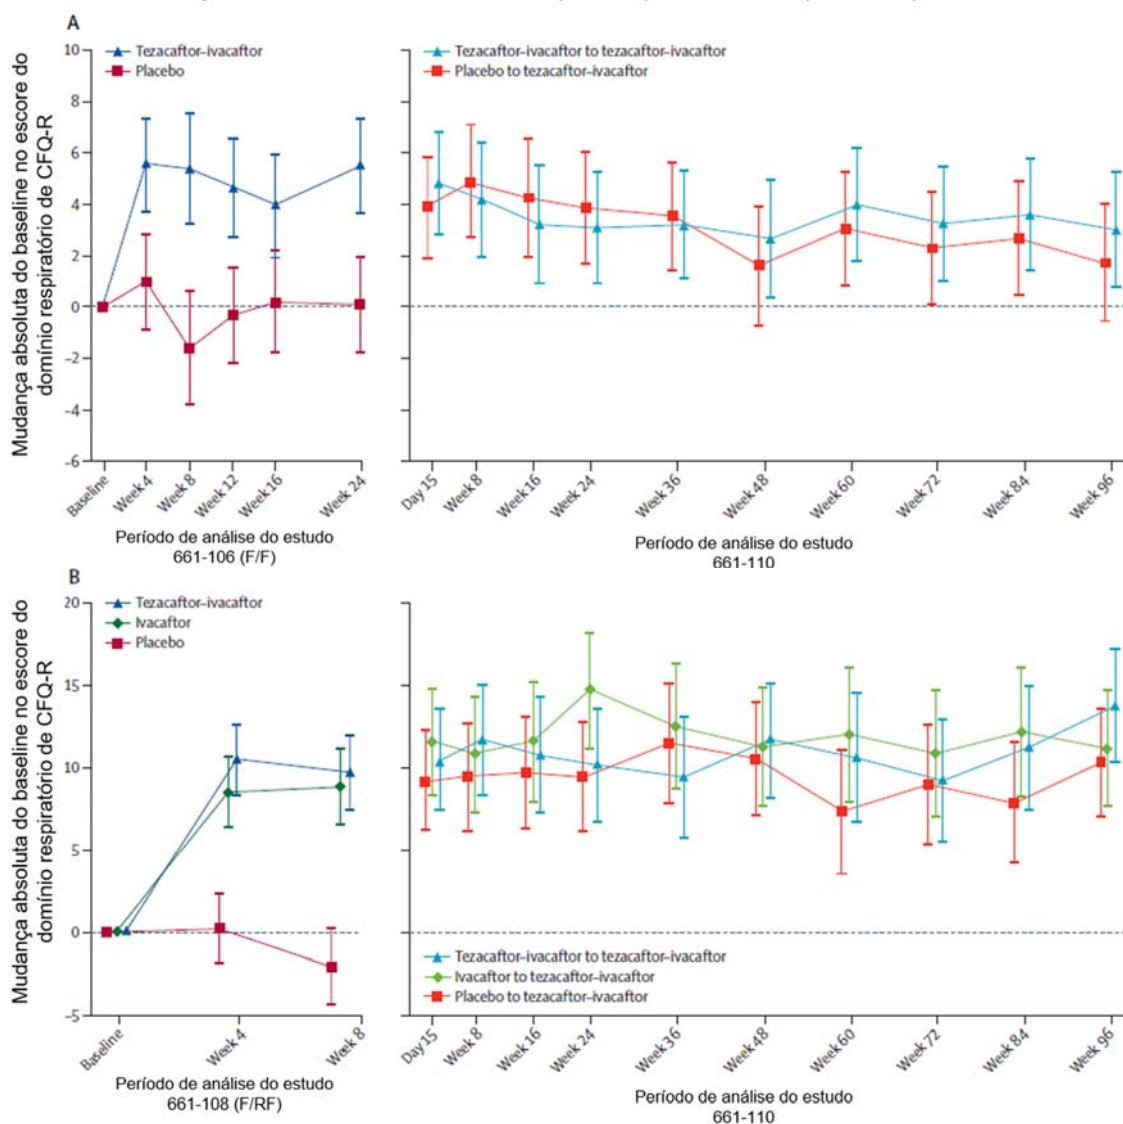 A
Mudança absoluta do baseline no escore do
domínio respiratório de CFQ-R
10
8
6
4
2
0
–2
–4
–6
Tezacaftor–ivacaftor
Placebo
Baseline
Week 4
Week 8
Week 12
Week 16
Week 24
Período de análise do estudo
661-106 (F/F)
Tezacaftor–ivacaftor to tezacaftor–ivacaftor
Placebo to tezacaftor–ivacaftor
Day 15
Week 8
Week 16
Week 24
Week 36
Week 48
Week 60
Week 72
Week 84
Week 96
Período de análise do estudo
661-110
B
Mudança absoluta do baseline no escore do
domínio respiratório de CFQ-R
20
15
10
5
0
–5
Tezacaftor–ivacaftor
Ivacaftor
Placebo
Baseline
Week 4
Week 8
Período de análise do estudo
661-108 (F/RF)
Tezacaftor–ivacaftor to tezacaftor–ivacaftor
Ivacaftor to tezacaftor–ivacaftor
Placebo to tezacaftor–ivacaftor
Day 15
Week 8
Week 16
Week 24
Week 36
Week 48
Week 60
Week 72
Week 84
Week 96
Período de análise do estudo
661-110